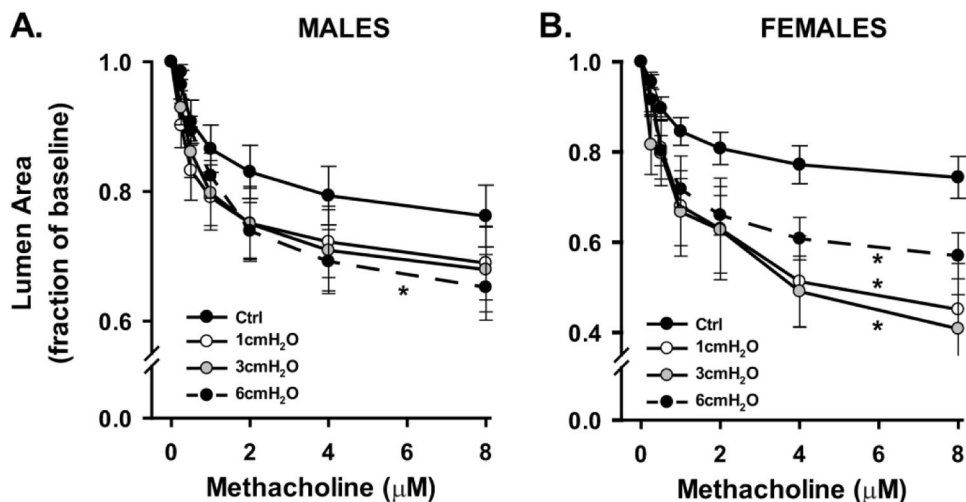 A. MALES
1.0
0.8
0.6
0.0
Lumen Area
(fraction of baseline)
*
Ctrl
1cmH₂O
3cmH₂O
6cmH₂O
0 2 4 6 8
Methacholine (μM)
B. FEMALES
1.0
0.8
0.6
0.4
0.0
*
*
*
Ctrl
1cmH₂O
3cmH₂O
6cmH₂O
0 2 4 6 8
Methacholine (μM)